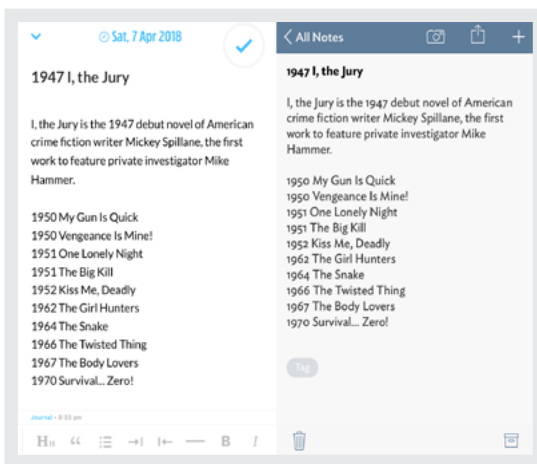 Sat, 7 Apr 2018
1947 I, the Jury
I, the Jury is the 1947 debut novel of American
crime fiction writer Mickey Spillane, the first
work to feature private investigator Mike
Hammer.
1950 My Gun Is Quick
1950 Vengeance Is Mine!
1951 One Lonely Night
1951 The Big Kill
1952 Kiss Me, Deadly
1962 The Girl Hunters
1964 The Snake
1966 The Twisted Thing
1967 The Body Lovers
1970 Survival... Zero!
Journal
H
B I
All Notes
1947 I, the Jury
I, the Jury is the 1947 debut novel of American
crime fiction writer Mickey Spillane, the first
work to feature private investigator Mike
Hammer.
1950 My Gun Is Quick
1950 Vengeance Is Mine!
1951 One Lonely Night
1951 The Big Kill
1952 Kiss Me, Deadly
1962 The Girl Hunters
1964 The Snake
1966 The Twisted Thing
1967 The Body Lovers
1970 Survival... Zero!
Tag